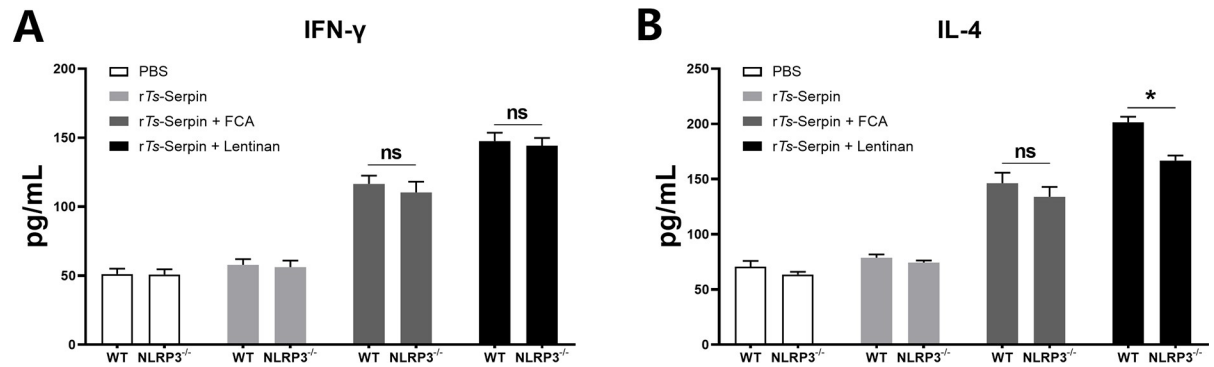 A
IFN-γ
200
150
100
50
0
pg/mL
PBS
rTs-Serpin
rTs-Serpin + FCA
rTs-Serpin + Lentinan
ns
ns
WT NLRP3-/- WT NLRP3-/- WT NLRP3-/- WT NLRP3-/-
B
IL-4
250
200
150
100
50
0
pg/mL
PBS
rTs-Serpin
rTs-Serpin + FCA
rTs-Serpin + Lentinan
ns
*
WT NLRP3-/- WT NLRP3-/- WT NLRP3-/- WT NLRP3-/-